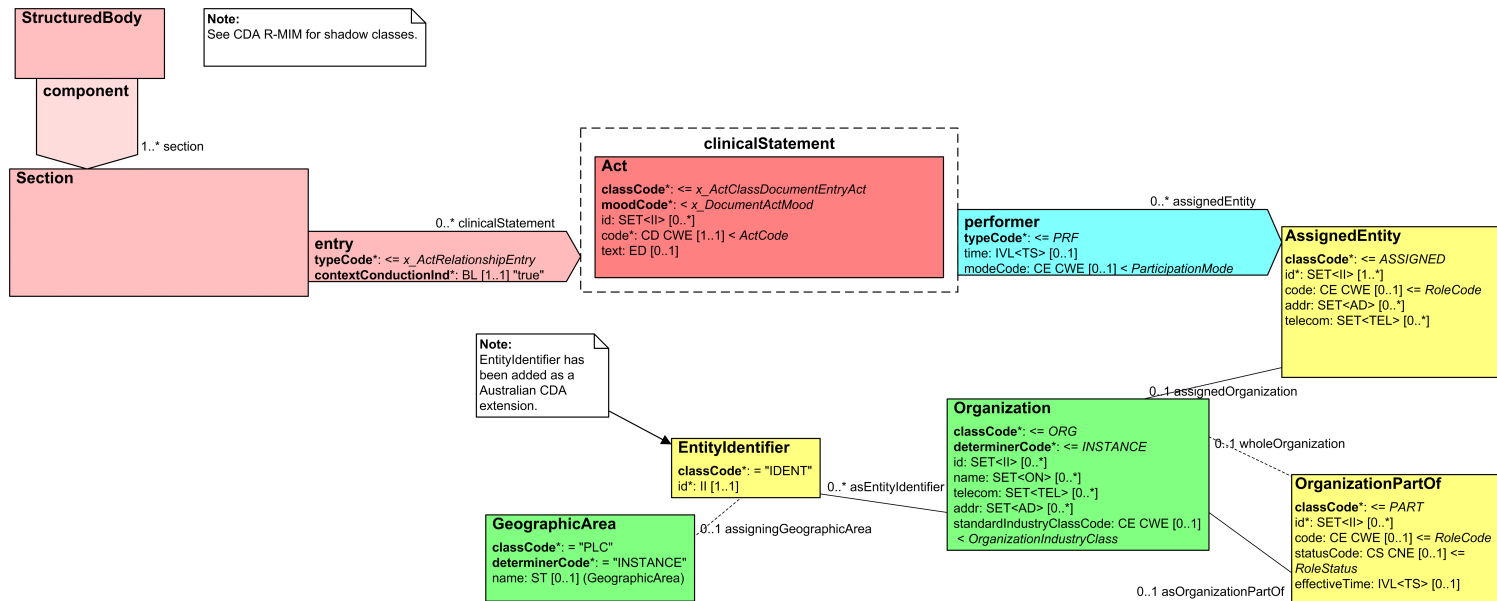 StructuredBody
Note:
See CDA R-MIM for shadow classes.
component
1..* section
Section
0..* clinicalStatement
entry
typeCode*: <= x_ActRelationshipEntry
contextConductionInd*: BL [1..1] "true"
clinicalStatement
Act
classCode*: <= x_ActClassDocumentEntryAct
moodCode*: < x_DocumentActMood
id: SET<II> [0..*]
code*: CD CWE [1..1] < ActCode
text: ED [0..1]
0..* assignedEntity
performer
typeCode*: <= PRF
time: IVL<TS> [0..1]
modeCode: CE CWE [0..1] < ParticipationMode
AssignedEntity
classCode*: <= ASSIGNED
id*: SET<II> [1..*]
code: CE CWE [0..1] <= RoleCode
addr: SET<AD> [0..*]
telecom: SET<TEL> [0..*]
Note:
EntityIdentifier has
been added as a
Australian CDA
extension.
0..1 assignedOrganization
Organization
classCode*: <= ORG
determinerCode*: <= INSTANCE
id: SET<II> [0..*]
name: SET<ON> [0..*]
telecom: SET<TEL> [0..*]
addr: SET<AD> [0..*]
standardIndustryClassCode: CE CWE [0..1]
< OrganizationIndustryClass
0..1 wholeOrganization
EntityIdentifier
classCode*: = "IDENT"
id*: II [1..1]
0..* asEntityIdentifier
OrganizationPartOf
classCode*: <= PART
id*: SET<II> [0..*]
code: CE CWE [0..1] <= RoleCode
statusCode: CS CNE [0..1] <=
RoleStatus
effectiveTime: IVL<TS> [0..1]
GeographicArea
classCode*: = "PLC"
determinerCode*: = "INSTANCE"
name: ST [0..1] (GeographicArea)
0..1 assigningGeographicArea
0..1 asOrganizationPartOf